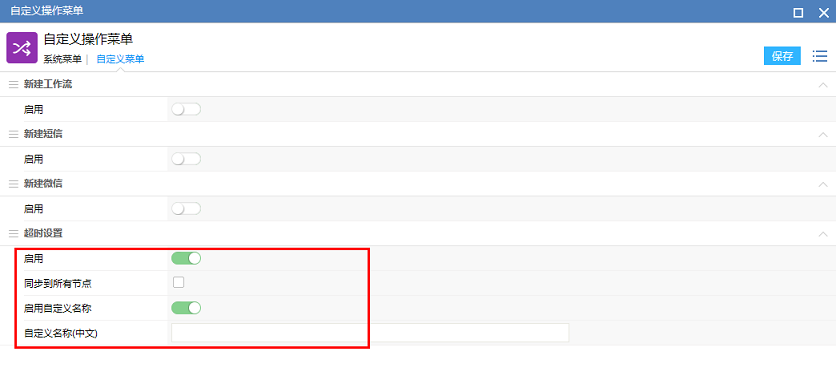 自定义操作菜单
自定义操作菜单
系统菜单 | 自定义菜单
保存
新建工作流
启用
新建短信
启用
新建微信
启用
超时设置
启用
同步到所有节点
启用自定义名称
自定义名称(中文)